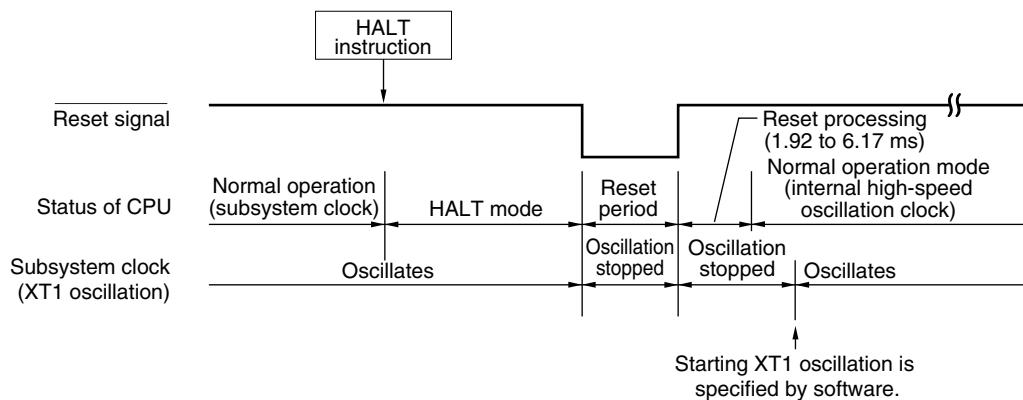 HALT
instruction
Reset signal
Reset processing
(1.92 to 6.17 ms)
Status of CPU
Normal operation
(subsystem clock)
HALT mode
Reset
period
Normal operation mode
(internal high-speed
oscillation clock)
Subsystem clock
(XT1 oscillation)
Oscillates
Oscillation
stopped
Oscillation
stopped
Oscillates
Starting XT1 oscillation is
specified by software.